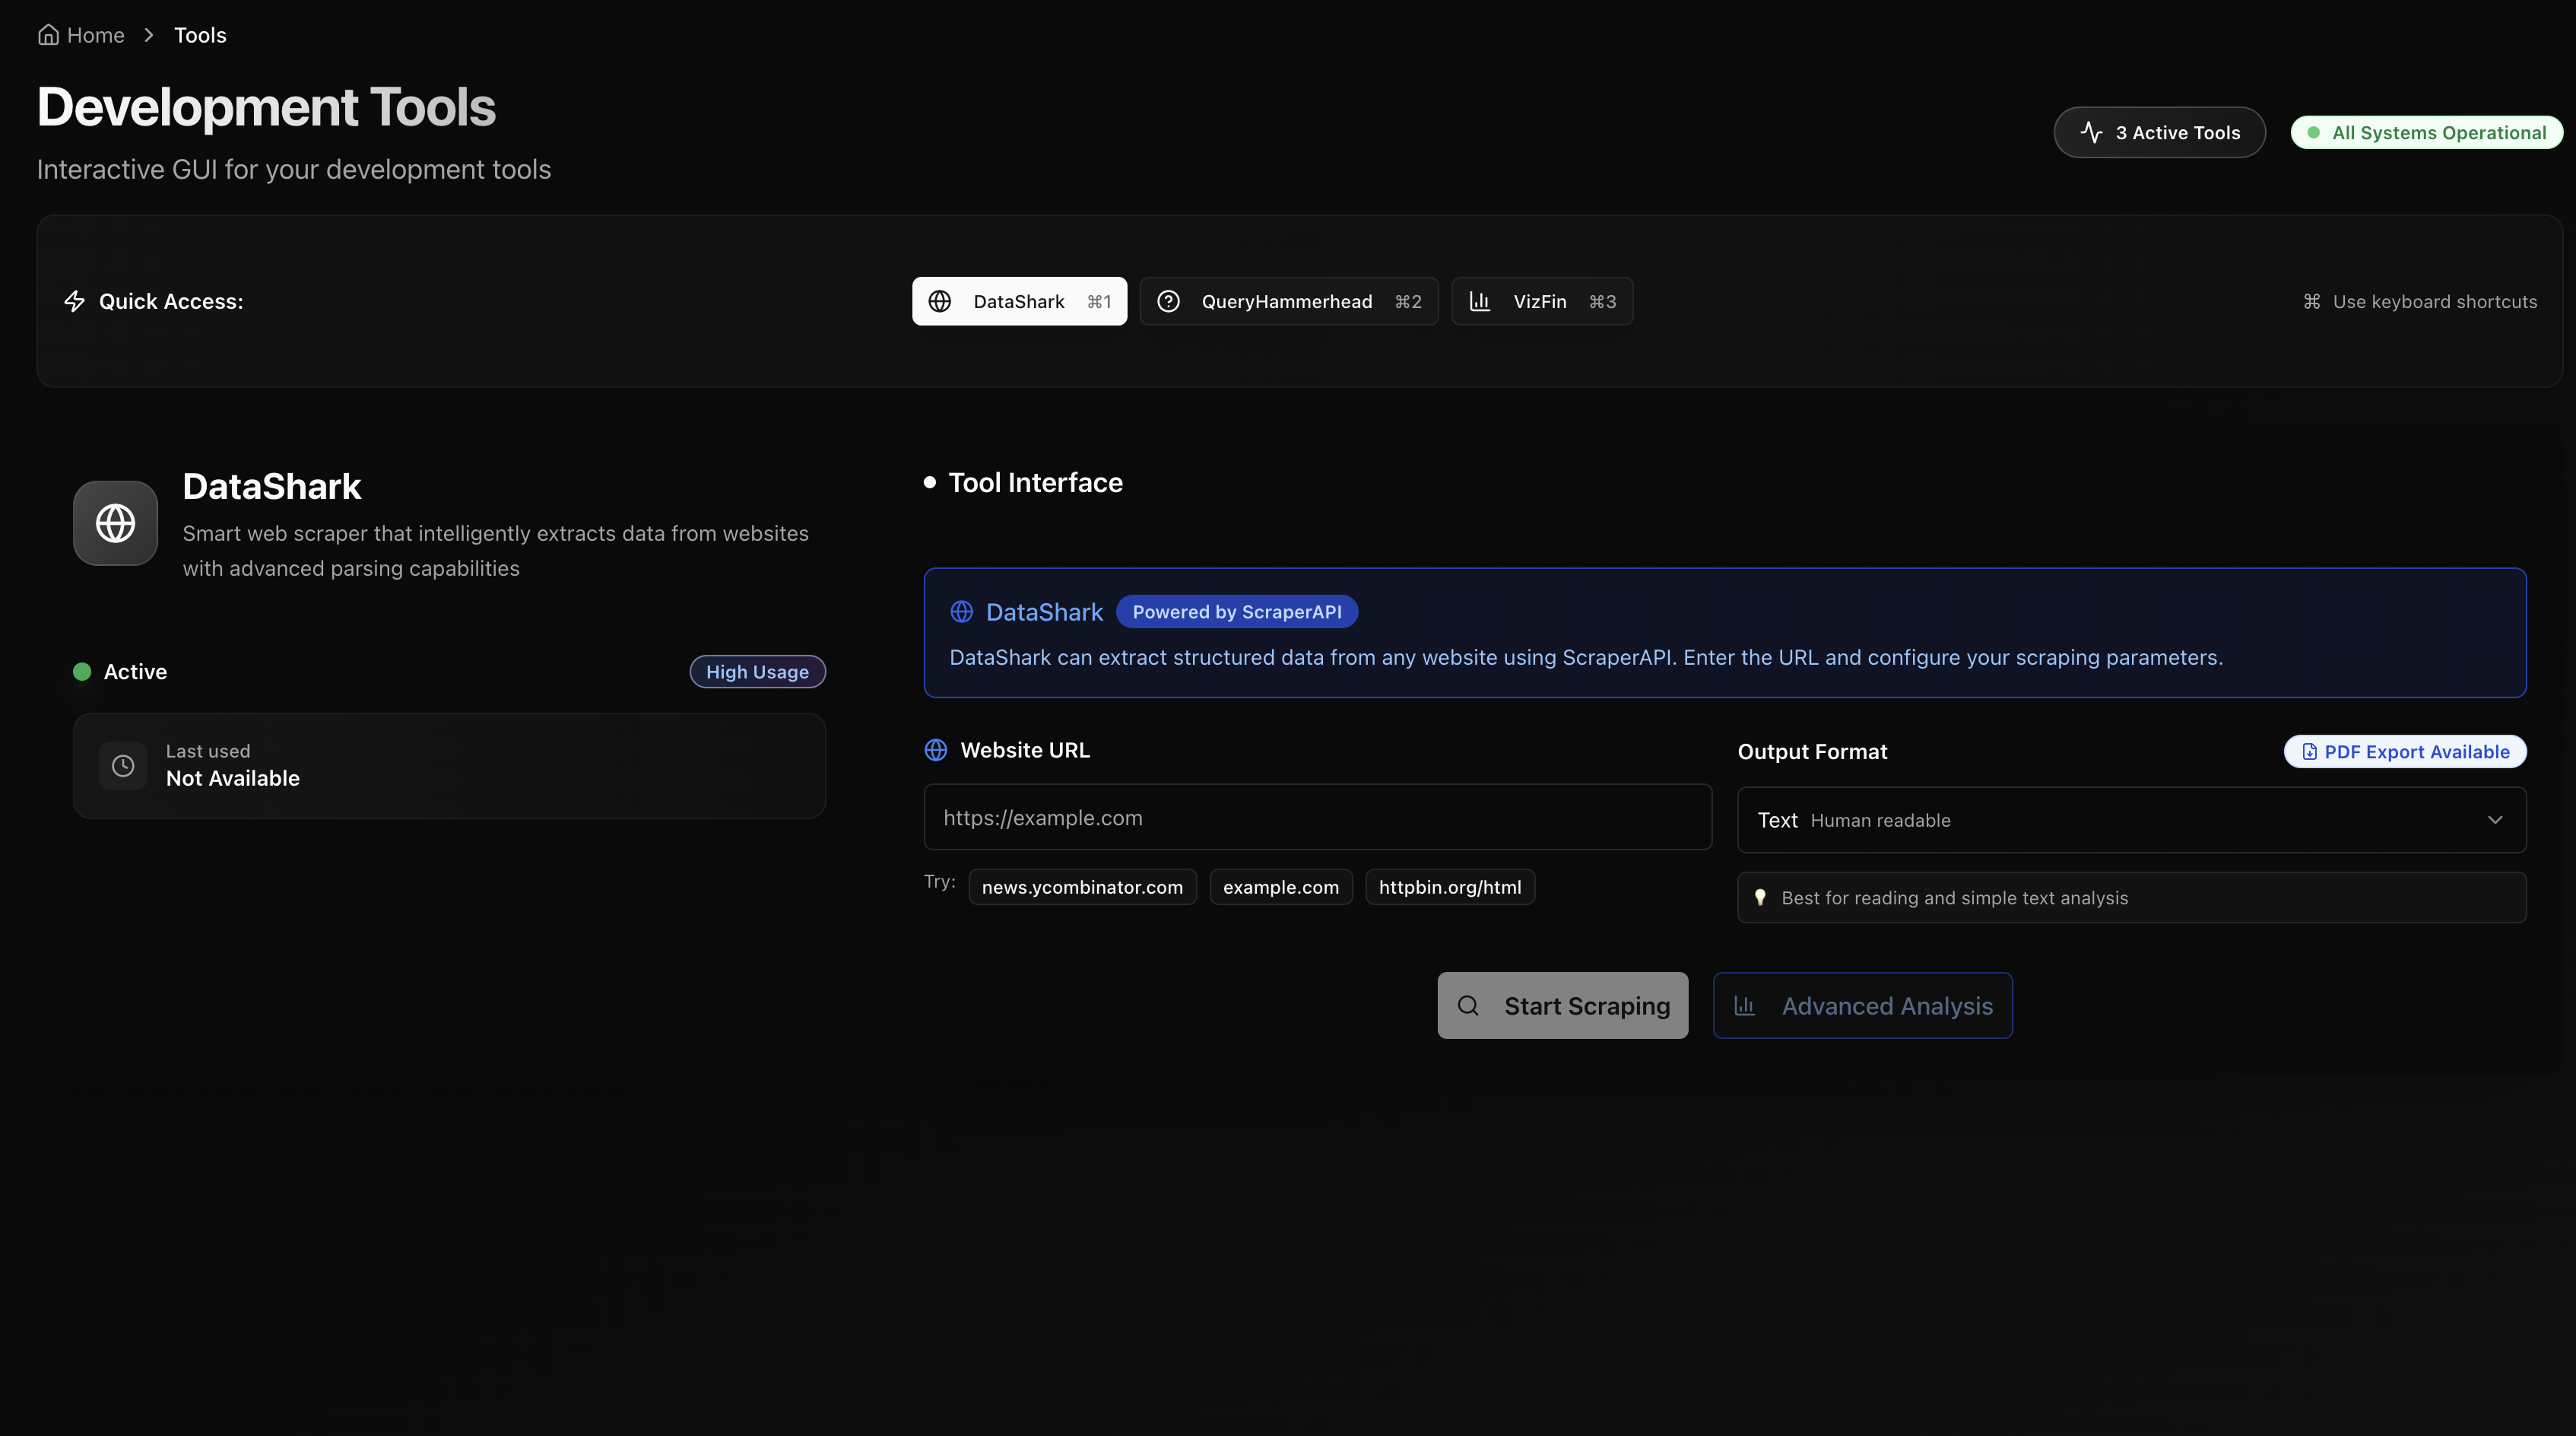 Home > Tools
Development Tools
Interactive GUI for your development tools
3 Active Tools
All Systems Operational
Quick Access:
DataShark ⌘1
QueryHammerhead ⌘2
VizFin ⌘3
⌘ Use keyboard shortcuts
DataShark
Smart web scraper that intelligently extracts data from websites
with advanced parsing capabilities
Active
High Usage
Last used
Not Available
Tool Interface
DataShark Powered by ScraperAPI
DataShark can extract structured data from any website using ScraperAPI. Enter the URL and configure your scraping parameters.
Website URL
https://example.com
Try: news.ycombinator.com example.com httpbin.org/html
Output Format
PDF Export Available
Text Human readable
Best for reading and simple text analysis
Start Scraping
Advanced Analysis